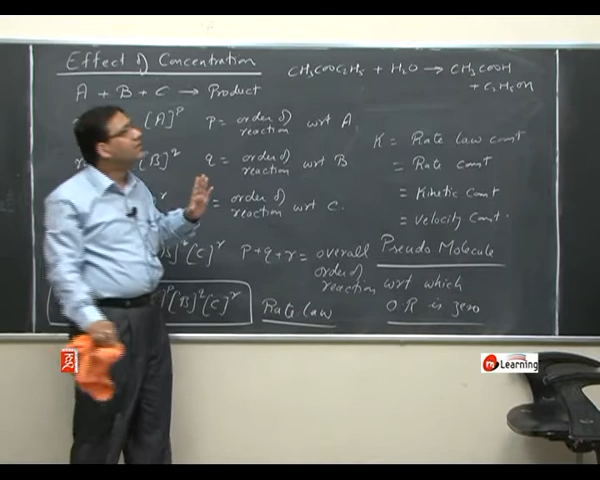 Effect of Concentration
CH3COOC2H5 + H2O → CH3COOH
+ C2H5OH
A + B + C → Product
[A]^p
p = order of
reaction wrt A
K = Rate law const
[B]^q
q = order of
reaction wrt B
= Rate const
= order of
reaction wrt C.
= Kinetic const
= velocity const.
[C]^r
p+q+r = overall
order of
reaction wrt which
Pseudo Molecule
O R is zero
[B]^q[C]^r
Rate law
Learning